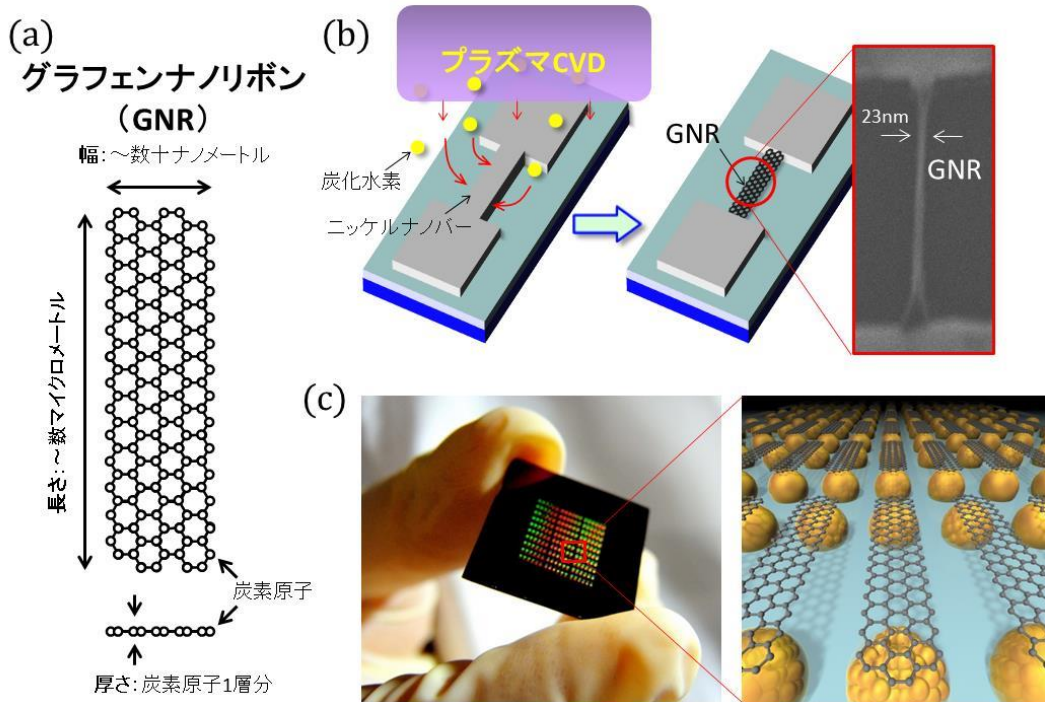 (a)
グラフェンナノリボン
（GNR）
幅：～数十ナノメートル
長さ：～数マイクロメートル
炭素原子
厚さ：炭素原子1層分
(b)
プラズマCVD
炭化水素
ニッケルナノバー
GNR
23nm
GNR
(c)